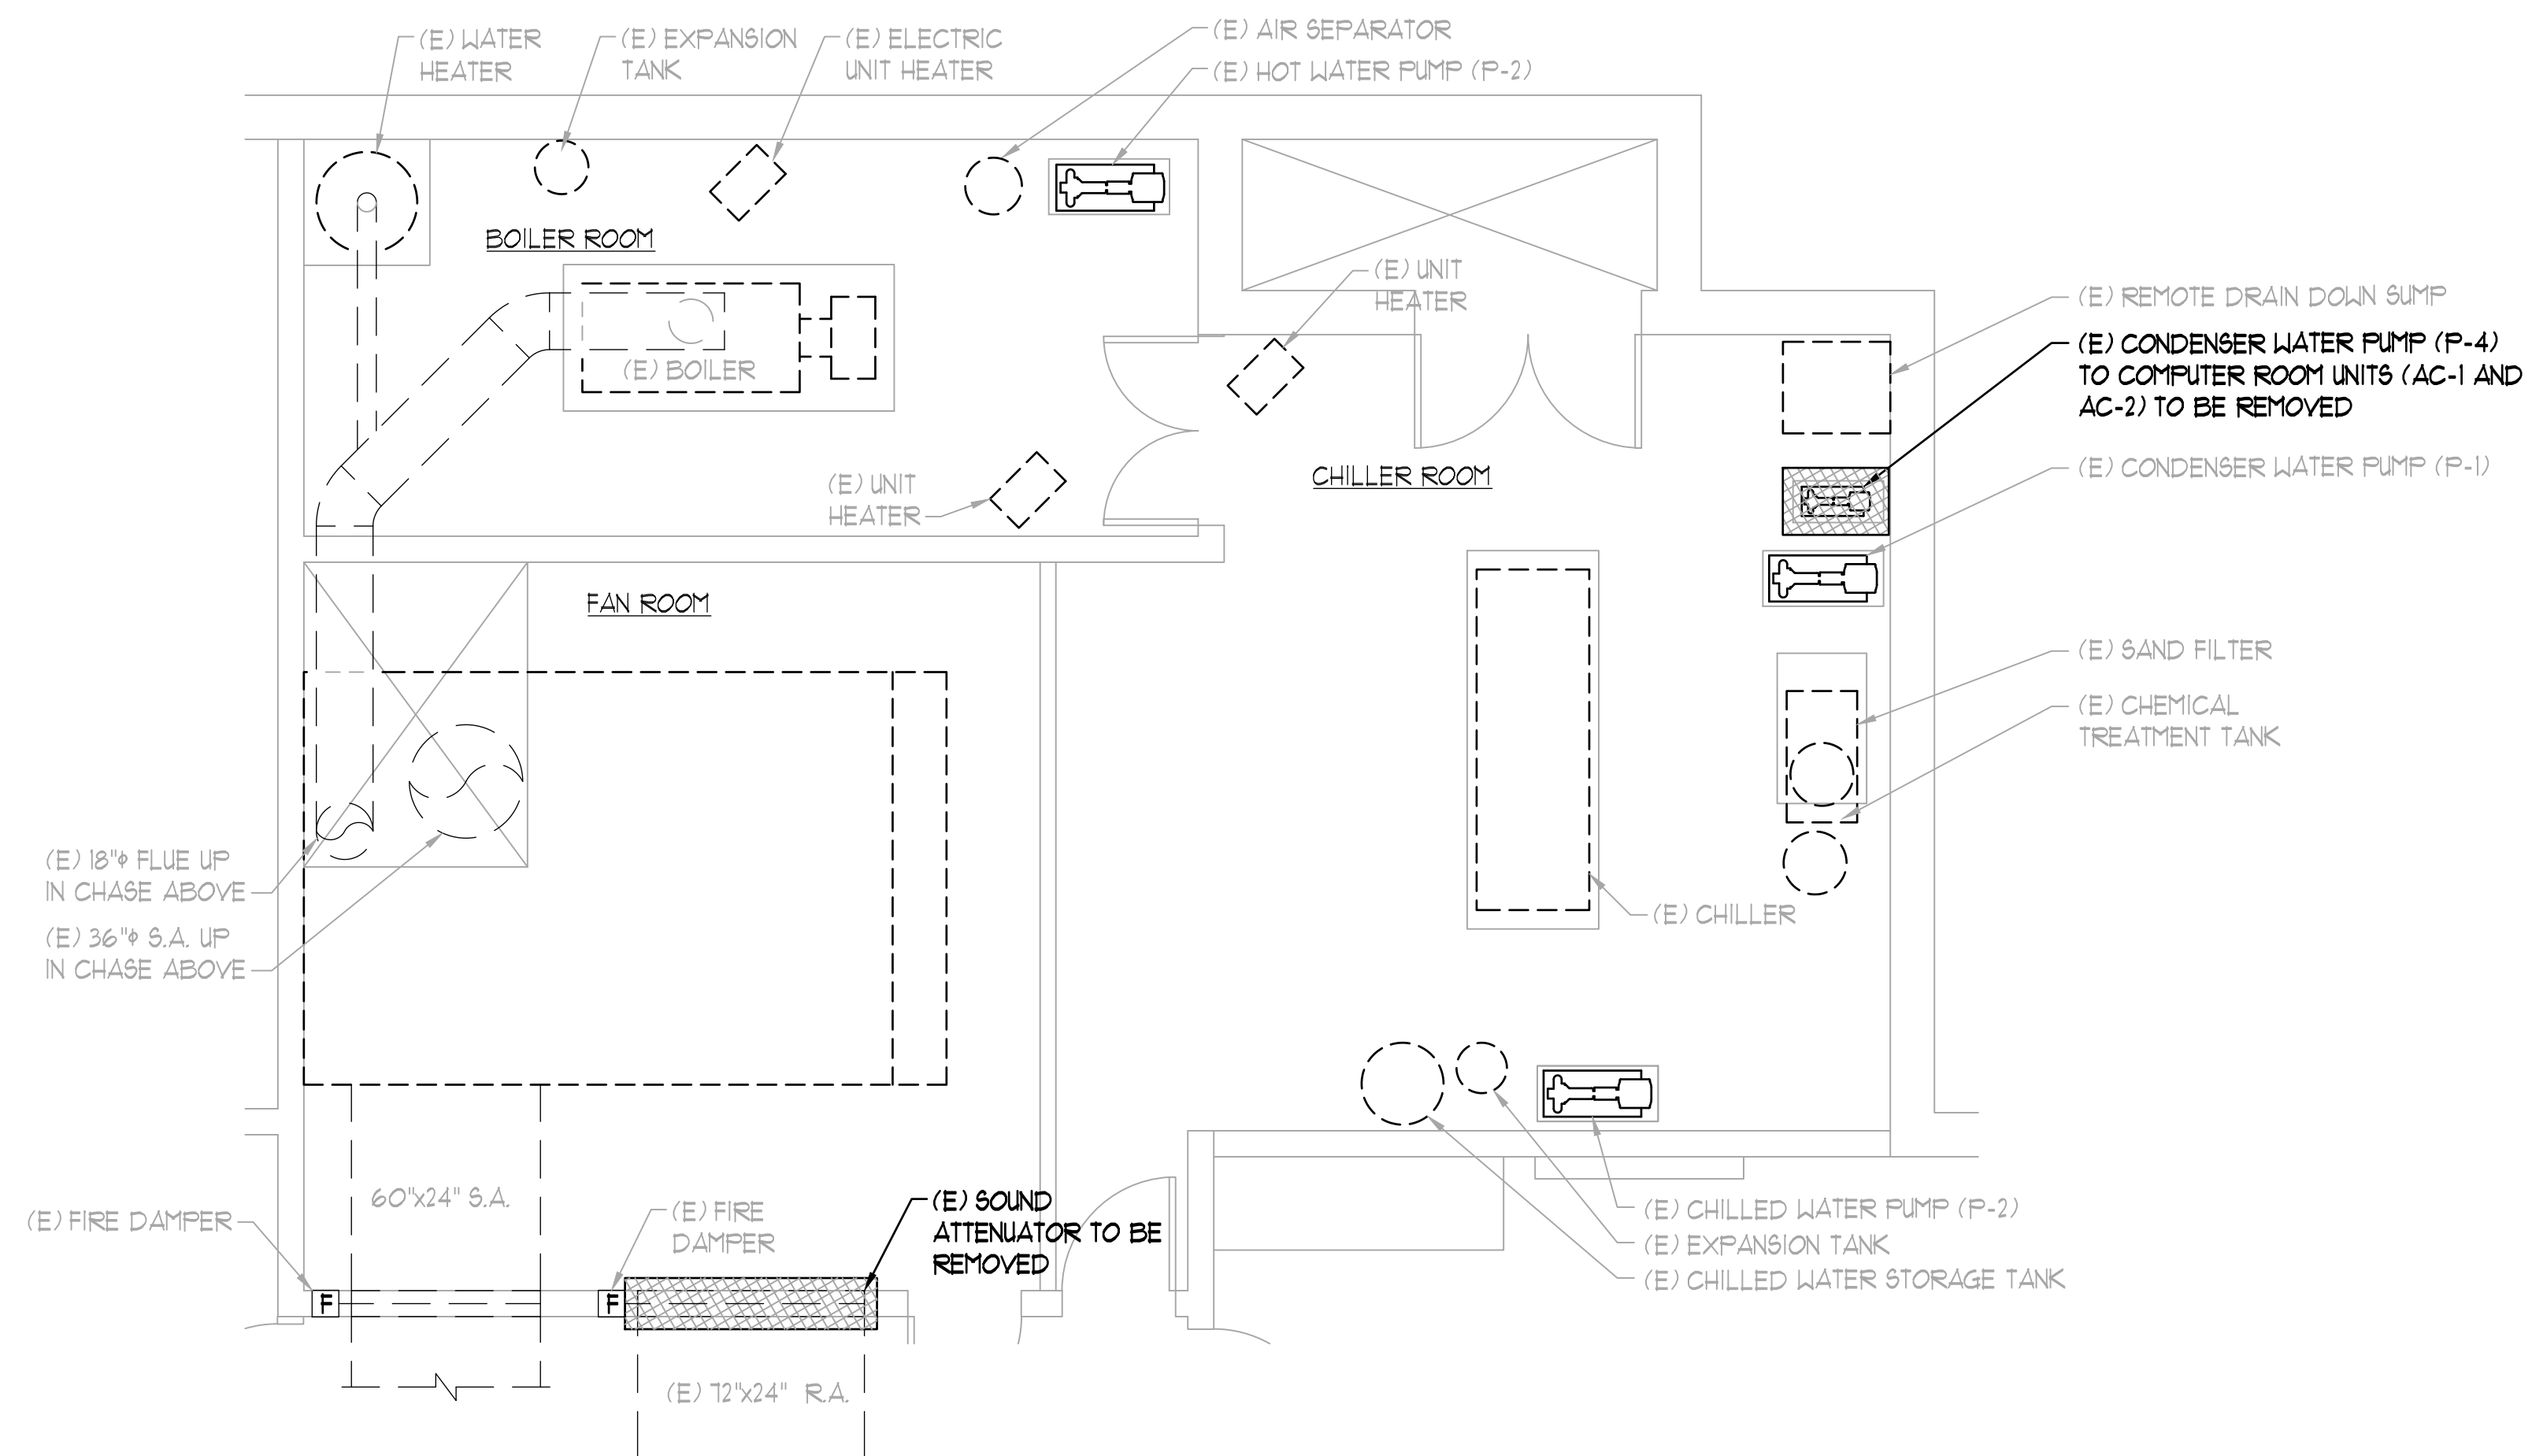 (E) WATER
HEATER
(E) EXPANSION
TANK
(E) ELECTRIC
UNIT HEATER
(E) AIR SEPARATOR
(E) HOT WATER PUMP (P-2)
BOILER ROOM
(E) UNIT
HEATER
(E) REMOTE DRAIN DOWN SUMP
(E) CONDENSER WATER PUMP (P-4)
TO COMPUTER ROOM UNITS (AC-1 AND
AC-2) TO BE REMOVED
(E) BOILER
(E) CONDENSER WATER PUMP (P-1)
CHILLER ROOM
(E) UNIT
HEATER
FAN ROOM
(E) SAND FILTER
(E) CHEMICAL
TREATMENT TANK
(E) 18"ϕ FLUE UP
IN CHASE ABOVE
(E) 36"ϕ S.A. UP
IN CHASE ABOVE
(E) CHILLER
60"x24" S.A.
(E) FIRE DAMPER
(E) FIRE
DAMPER
(E) SOUND
ATTENUATOR TO BE
REMOVED
(E) CHILLED WATER PUMP (P-2)
(E) EXPANSION TANK
(E) CHILLED WATER STORAGE TANK
F
F
(E) 72"x24" R.A.